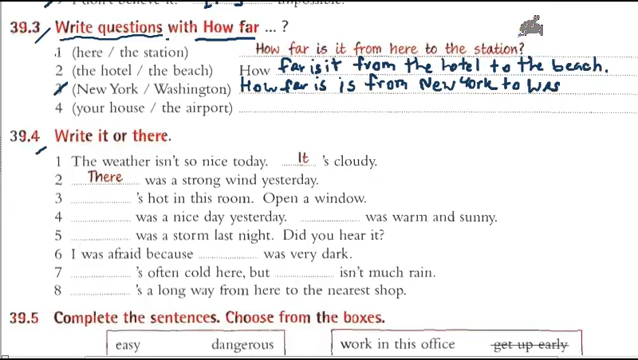 39.3 Write questions with How far ... ?
1 (here / the station) How far is it from here to the station?
2 (the hotel / the beach) How far is it from the hotel to the beach.
3 (New York / Washington) How far is is from New York to Was
4 (your house / the airport)
39.4 Write it or there.
1 The weather isn't so nice today. It 's cloudy.
2 There was a strong wind yesterday.
3 's hot in this room. Open a window.
4 was a nice day yesterday. was warm and sunny.
5 was a storm last night. Did you hear it?
6 I was afraid because was very dark.
7 's often cold here, but isn't much rain.
8 's a long way from here to the nearest shop.
39.5 Complete the sentences. Choose from the boxes.
easy dangerous work in this office get up early